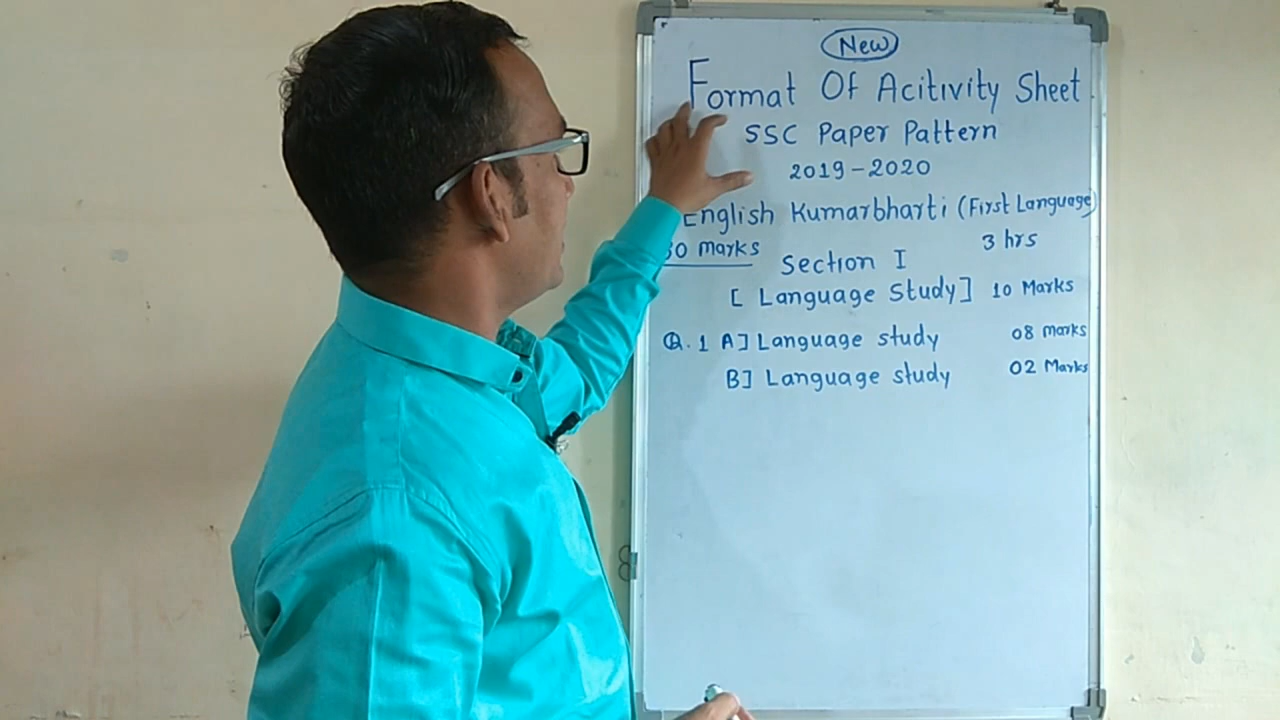 New
Format Of Acitivity Sheet
SSC Paper Pattern
2019-2020
English Kumarbharti (First Language)
80 Marks 3 hrs
Section I
[ Language Study] 10 Marks
Q. 1 A] Language study 08 marks
B] Language study 02 Marks